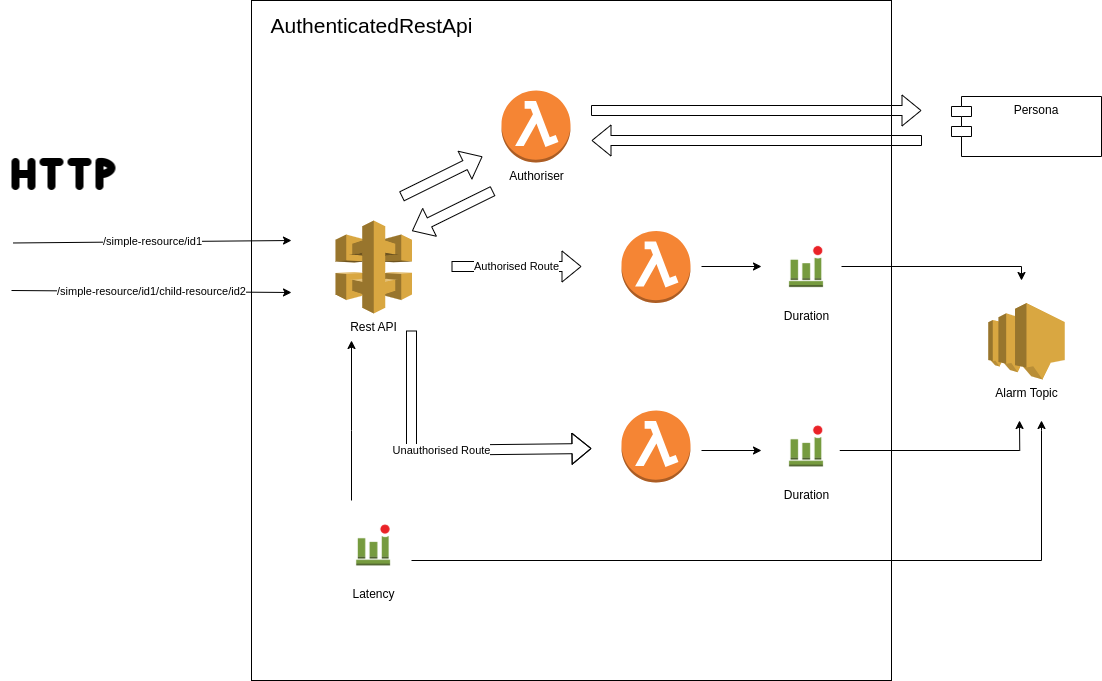 AuthenticatedRestApi
Persona
HTTP
Authoriser
/simple-resource/id1
Authorised Route
/simple-resource/id1/child-resource/id2
Duration
Rest API
Alarm Topic
Unauthorised Route
Duration
Latency